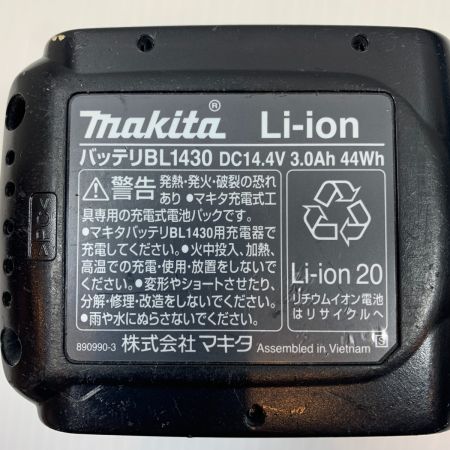 makita® Li-ion
バッテリBL1430 DC14.4V 3.0Ah 44Wh
警告 発熱・発火・破裂の恐れ
あり ●マキタ充電式工
具専用の充電式電池パックです。
●マキタバッテリBL1430用充電器で
充電してください。●火中投入、加熱、
高温での充電・使用・放置をしない
でください。●変形やショートさせたり、
分解・修理・改造をしないでください。
●雨や水にぬらさないでください。
Li-ion 20
リチウムイオン電池
はリサイクルへ
890990-3 株式会社マキタ Assembled in Vietnam